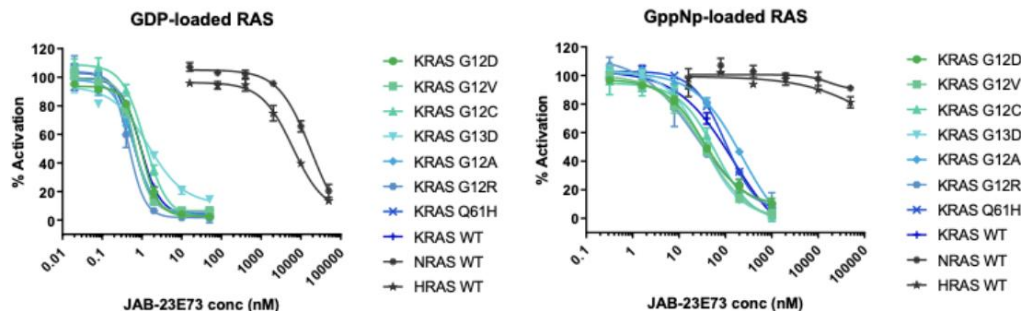 GDP-loaded RAS
% Activation
120
100
80
60
40
20
0
0.01
0.1
1
10
100
1000
10000
100000
JAB-23E73 conc (nM)
KRAS G12D
KRAS G12V
KRAS G12C
KRAS G13D
KRAS G12A
KRAS G12R
KRAS Q61H
KRAS WT
NRAS WT
HRAS WT
GppNp-loaded RAS
% Activation
120
100
80
60
40
20
0
0.1
1
10
100
1000
10000
100000
JAB-23E73 conc (nM)
KRAS G12D
KRAS G12V
KRAS G12C
KRAS G13D
KRAS G12A
KRAS G12R
KRAS Q61H
KRAS WT
NRAS WT
HRAS WT